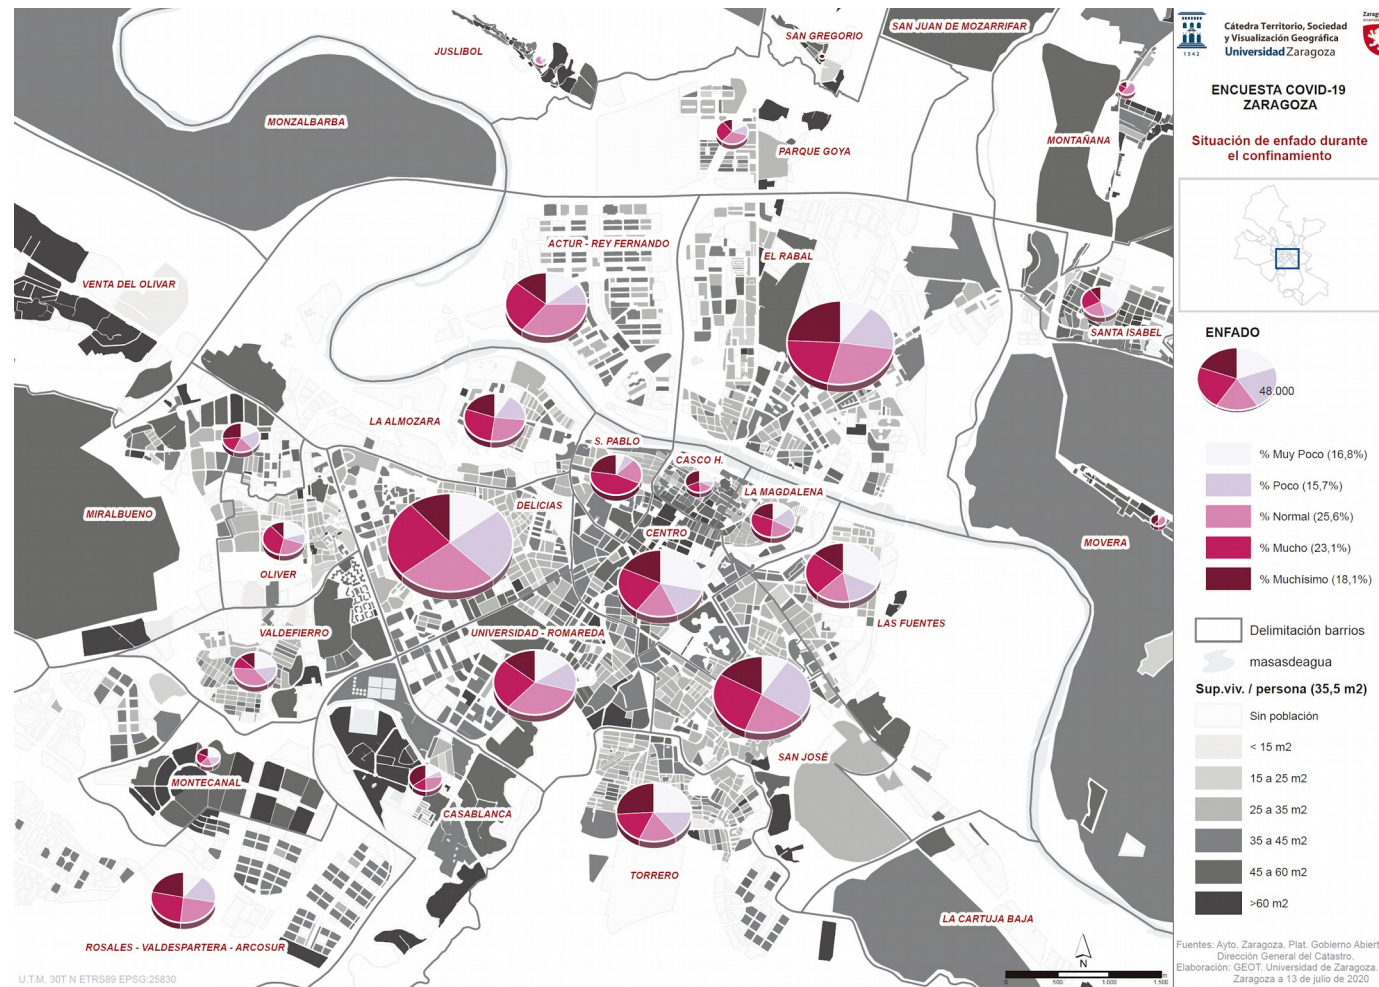 JUSLIBOL
SAN GREGORIO
SAN JUAN DE MOZARRIFAR
MONZALBARBA
PARQUE GOYA
MONTAÑANA
ACTUR - REY FERNANDO
EL RABAL
VENTA DEL OLIVAR
SANTA ISABEL
LA ALMOZARA
S. PABLO
CASCO H.
LA MAGDALENA
DELICIAS
MIRALBUENO
CENTRO
MOVERA
OLIVER
LAS FUENTES
VALDEFIERRO
UNIVERSIDAD - ROMAREDA
SAN JOSÉ
MONTECANAL
CASABLANCA
TORRERO
LA CARTUJA BAJA
ROSALES - VALDESPARTERA - ARCOSUR
U.T.M. 30T N ETRS89 EPSG:25830
N
0 500 1.000 1.500
1542
Cátedra Territorio, Sociedad
y Visualización Geográfica
Universidad Zaragoza
ENCUESTA COVID-19
ZARAGOZA
Situación de enfado durante
el confinamiento
ENFADO
48.000
% Muy Poco (16,8%)
% Poco (15,7%)
% Normal (25,6%)
% Mucho (23,1%)
% Muchísimo (18,1%)
Delimitación barrios
masasdeagua
Sup.viv. / persona (35,5 m2)
Sin población
< 15 m2
15 a 25 m2
25 a 35 m2
35 a 45 m2
45 a 60 m2
>60 m2
Fuentes: Ayto. Zaragoza. Plat. Gobierno Abiert
Dirección General del Catastro.
Elaboración: GEOT. Universidad de Zaragoza.
Zaragoza a 13 de julio de 2020